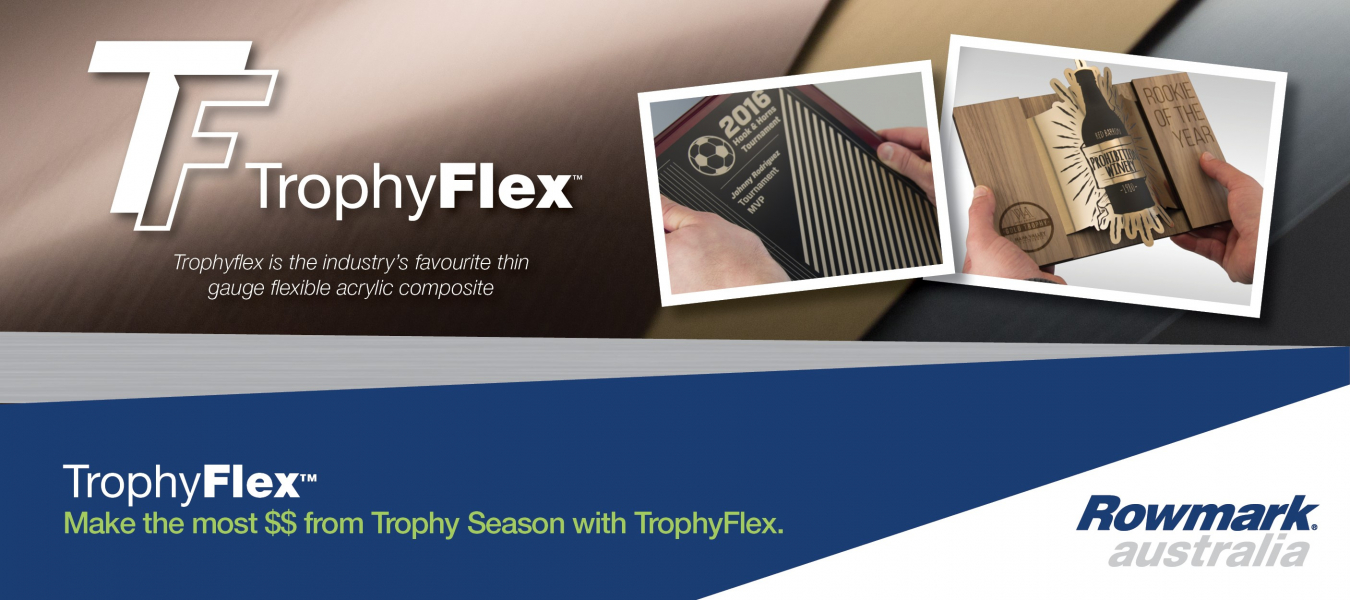 TF
TrophyFlex™
Trophyflex is the industry's favourite thin
gauge flexible acrylic composite
2016
Hook & Horns
Tournament
Johnny Rodriguez
Tournament
MVP
ROOKIE
OF THE
YEAR
PROHIBITION
WINERY
TrophyFlex™
Make the most $$ from Trophy Season with TrophyFlex.
Rowmark®
australia